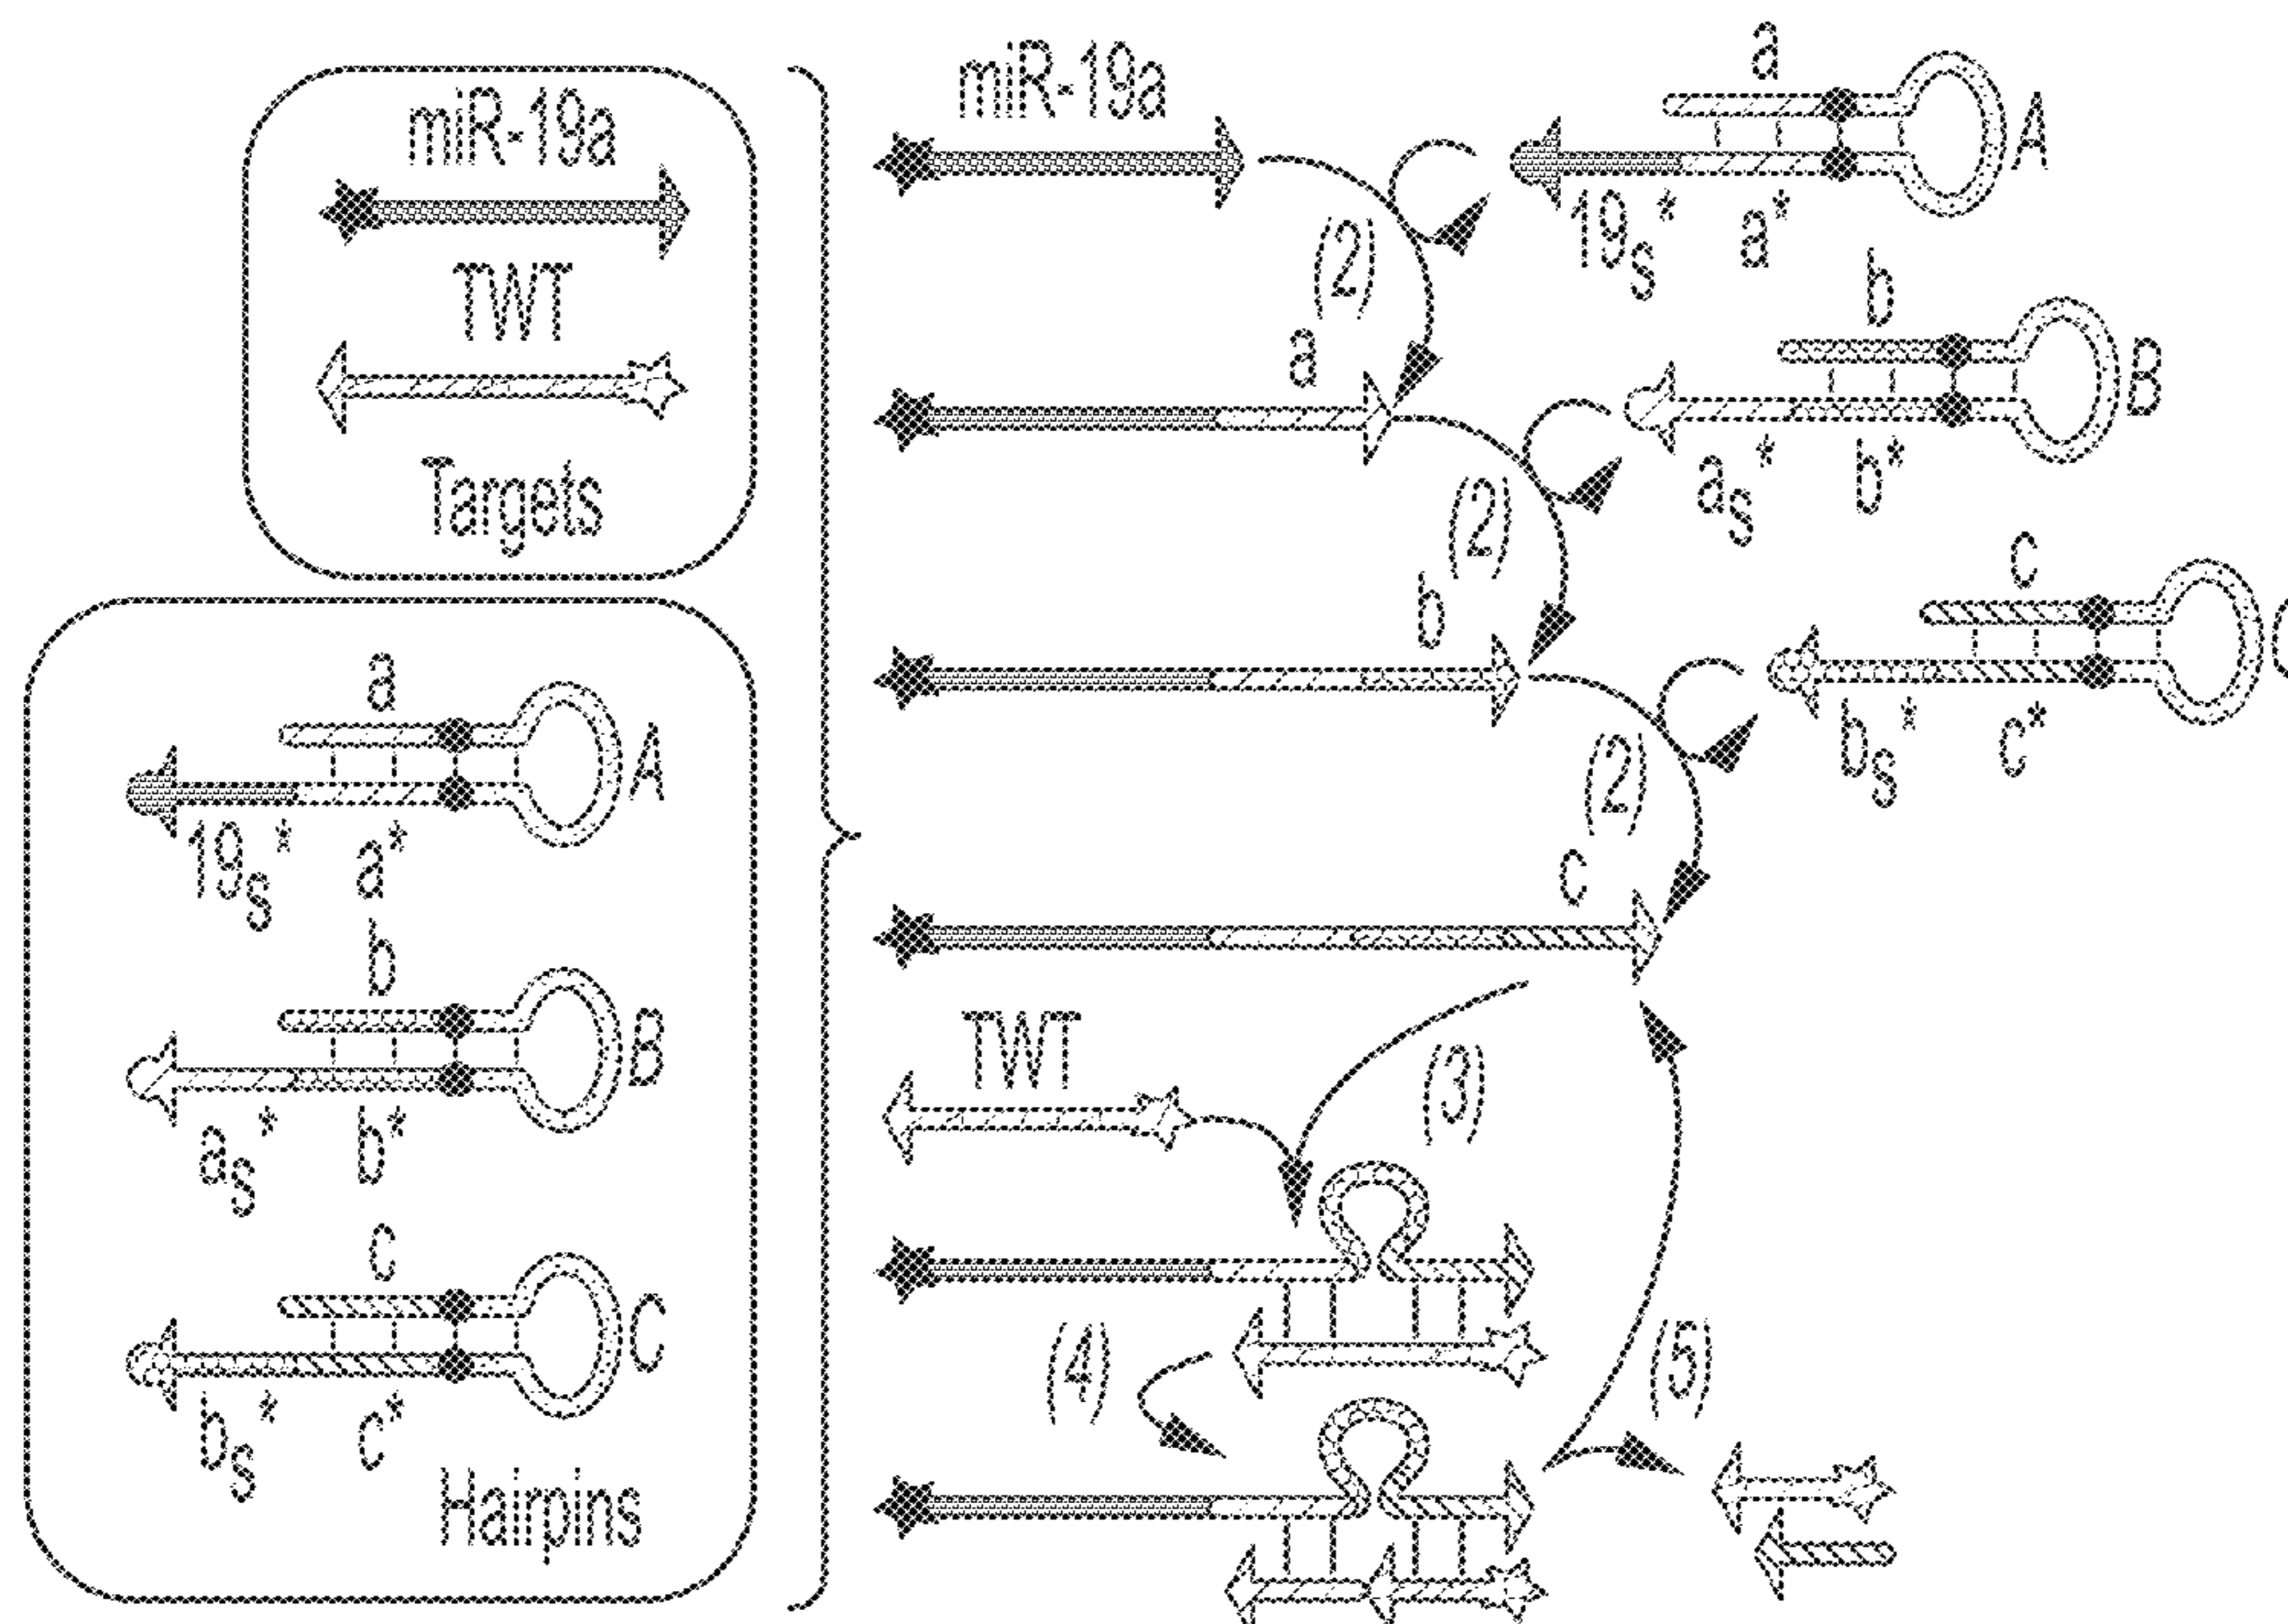 miR-19a
TWT
Targets
a
A
19s* a*
b
B
as* b*
c
C
bs* c*
Hairpins
miR-19a
a
A
19s* a*
(2)
a
b
B
as* b*
(2)
b
c
bs* c*
(2)
c
TWT
(3)
(4)
(5)